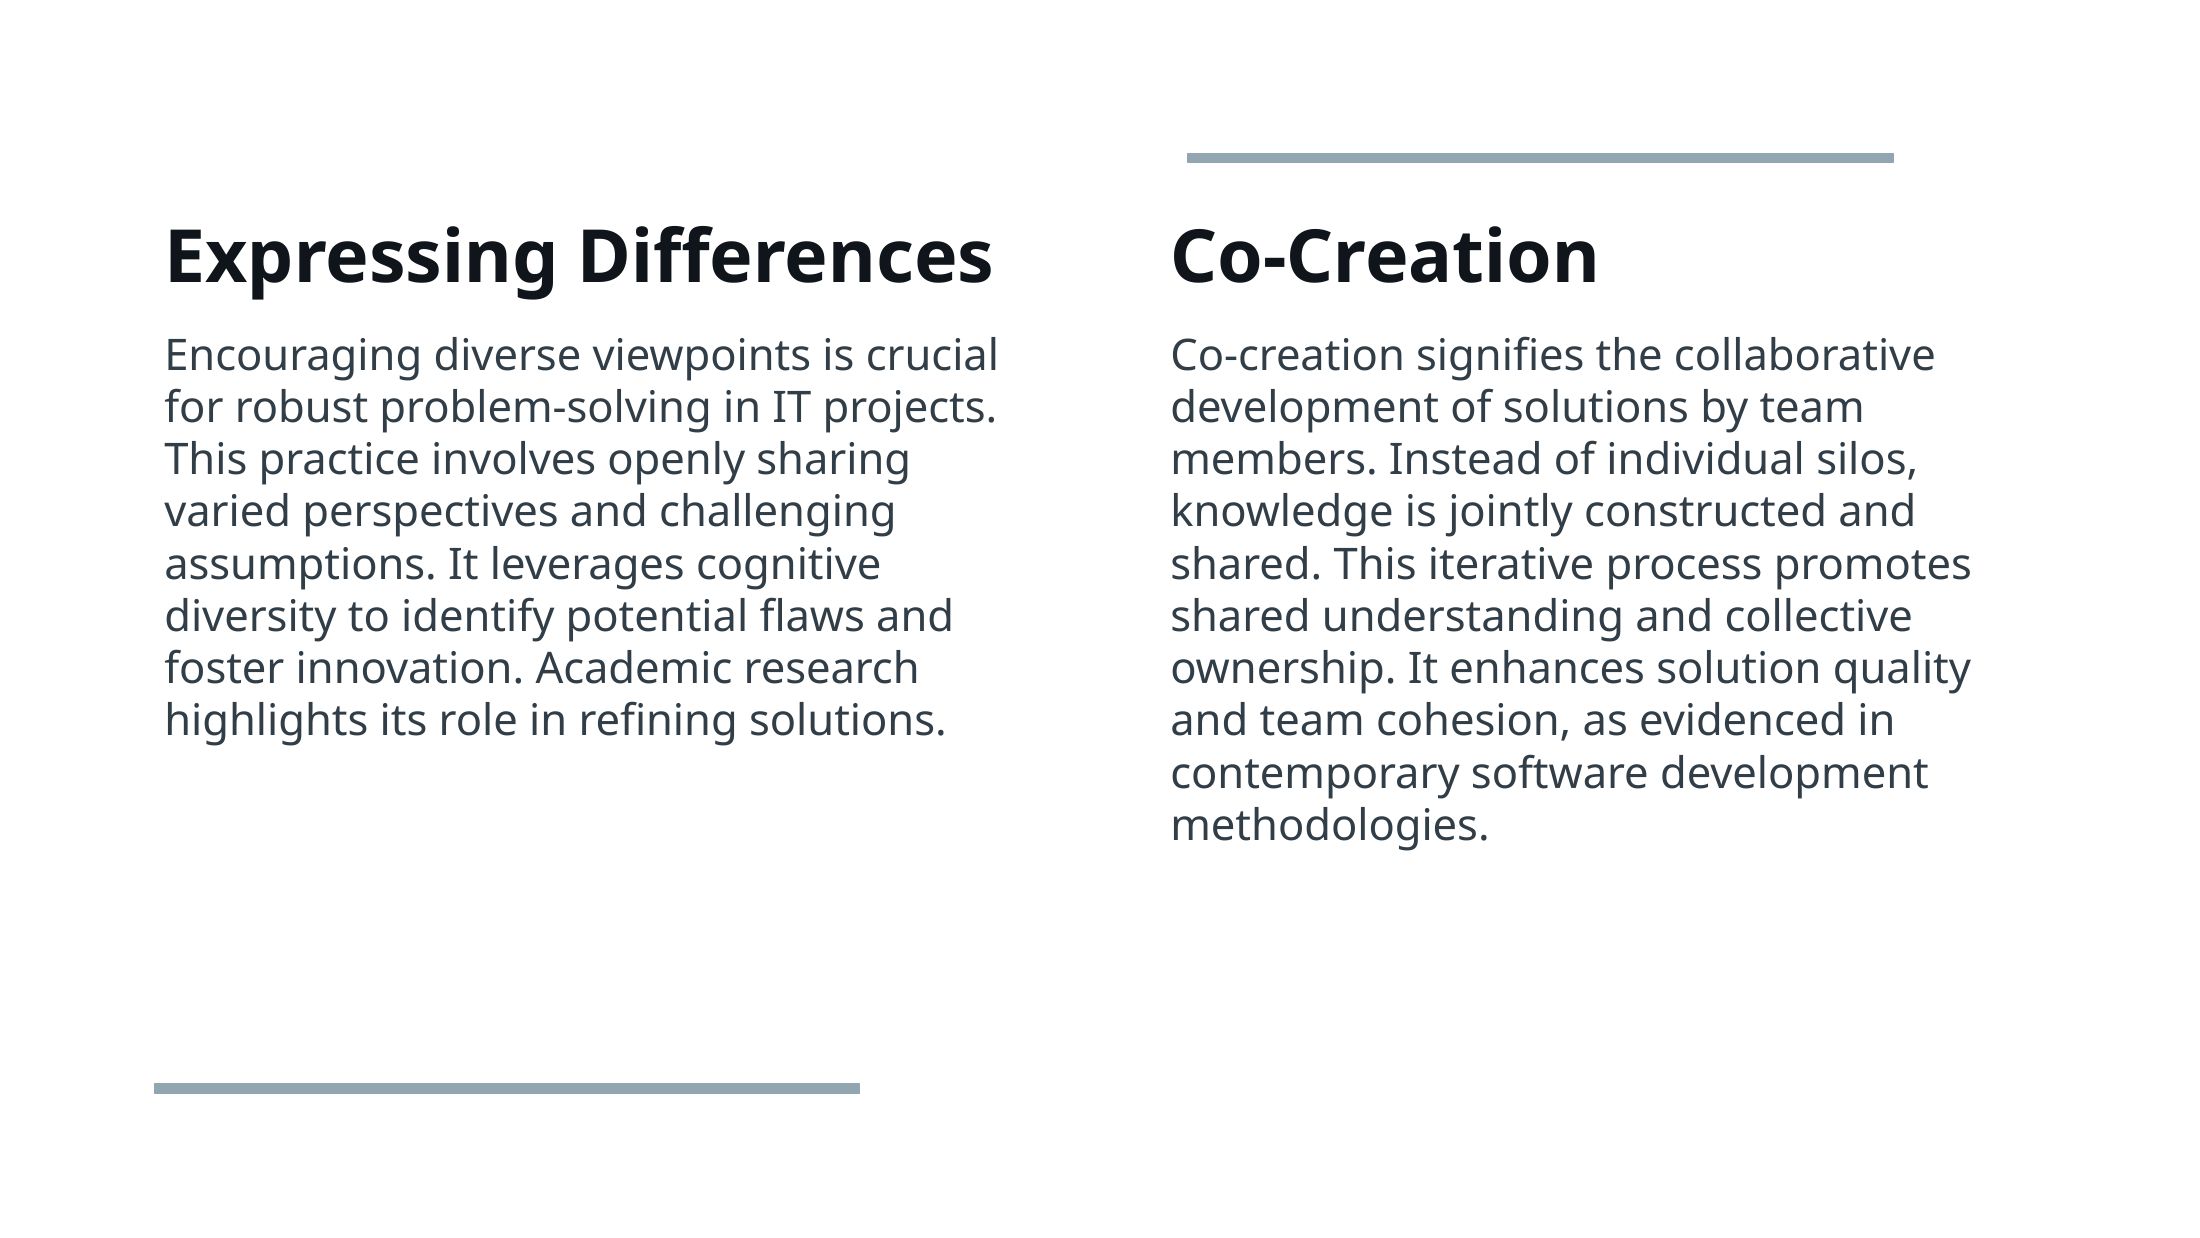 Expressing Differences
Encouraging diverse viewpoints is crucial
for robust problem-solving in IT projects.
This practice involves openly sharing
varied perspectives and challenging
assumptions. It leverages cognitive
diversity to identify potential flaws and
foster innovation. Academic research
highlights its role in refining solutions.
Co-Creation
Co-creation signifies the collaborative
development of solutions by team
members. Instead of individual silos,
knowledge is jointly constructed and
shared. This iterative process promotes
shared understanding and collective
ownership. It enhances solution quality
and team cohesion, as evidenced in
contemporary software development
methodologies.